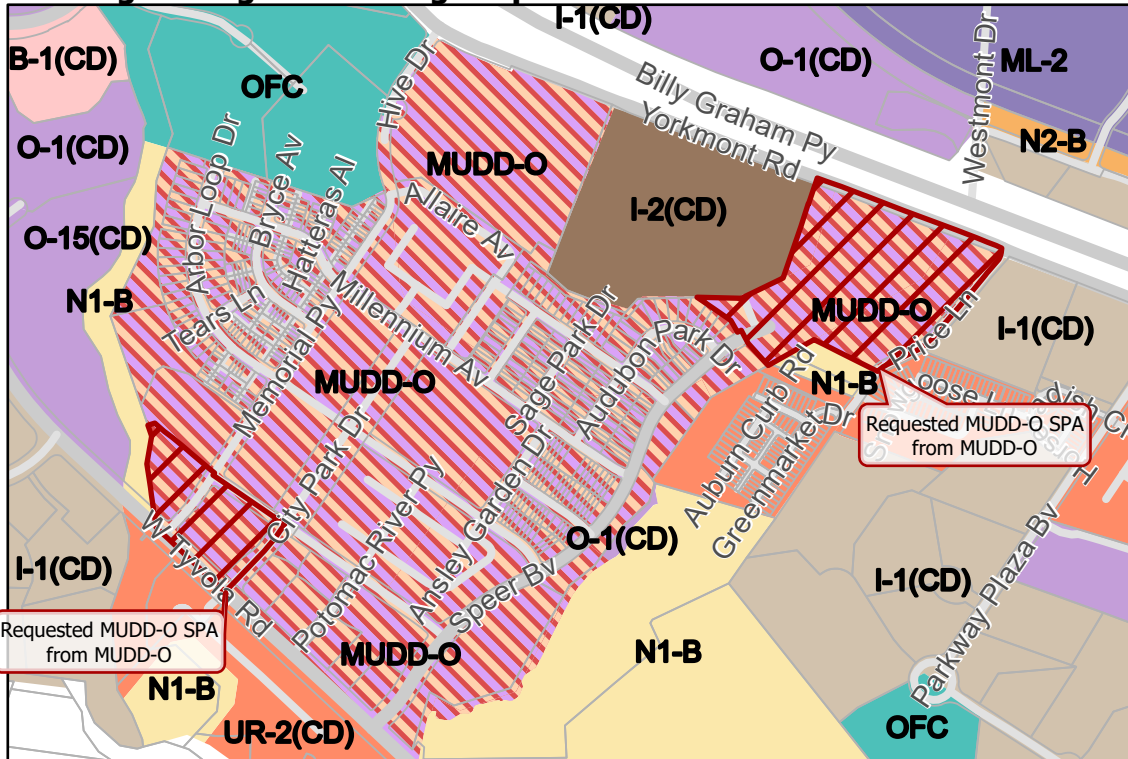 I-1(CD)
B-1(CD)
OFC
O-1(CD)
ML-2
Westmont Dr
Hive Dr
Billy Graham Py
Yorkmont Rd
N2-B
O-1(CD)
MUDD-O
Arbor Loop Dr
Bryce Av
Hatteras Al
Allaire Av
I-2(CD)
O-15(CD)
N1-B
Tears Ln
Memorial Py
Millennium Av
Sage Park Dr
Audubon
Park Dr
MUDD-O
Price Ln
I-1(CD)
MUDD-O
N1-B
Auburn Curb Rd
Greenmarket Dr
Requested MUDD-O SPA
from MUDD-O
City Park Dr
Potomac River Py
Ansley Garden Dr
Speer Bv
O-1(CD)
W Tyvola Rd
I-1(CD)
I-1(CD)
Parkway Plaza Bv
Requested MUDD-O SPA
from MUDD-O
MUDD-O
N1-B
N1-B
UR-2(CD)
OFC